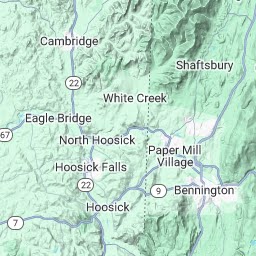 Cambridge
Shaftsbury
22
White Creek
Eagle Bridge
67
North Hoosick
Paper Mill
Village
Hoosick Falls
22
9
Bennington
Hoosick
7